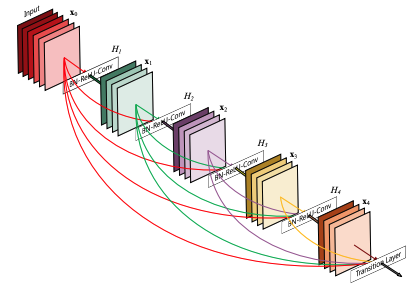 Input
x0
H1
BN-ReLU-Conv
x1
H2
BN-ReLU-Conv
x2
H3
BN-ReLU-Conv
x3
H4
BN-ReLU-Conv
x4
Transition Layer